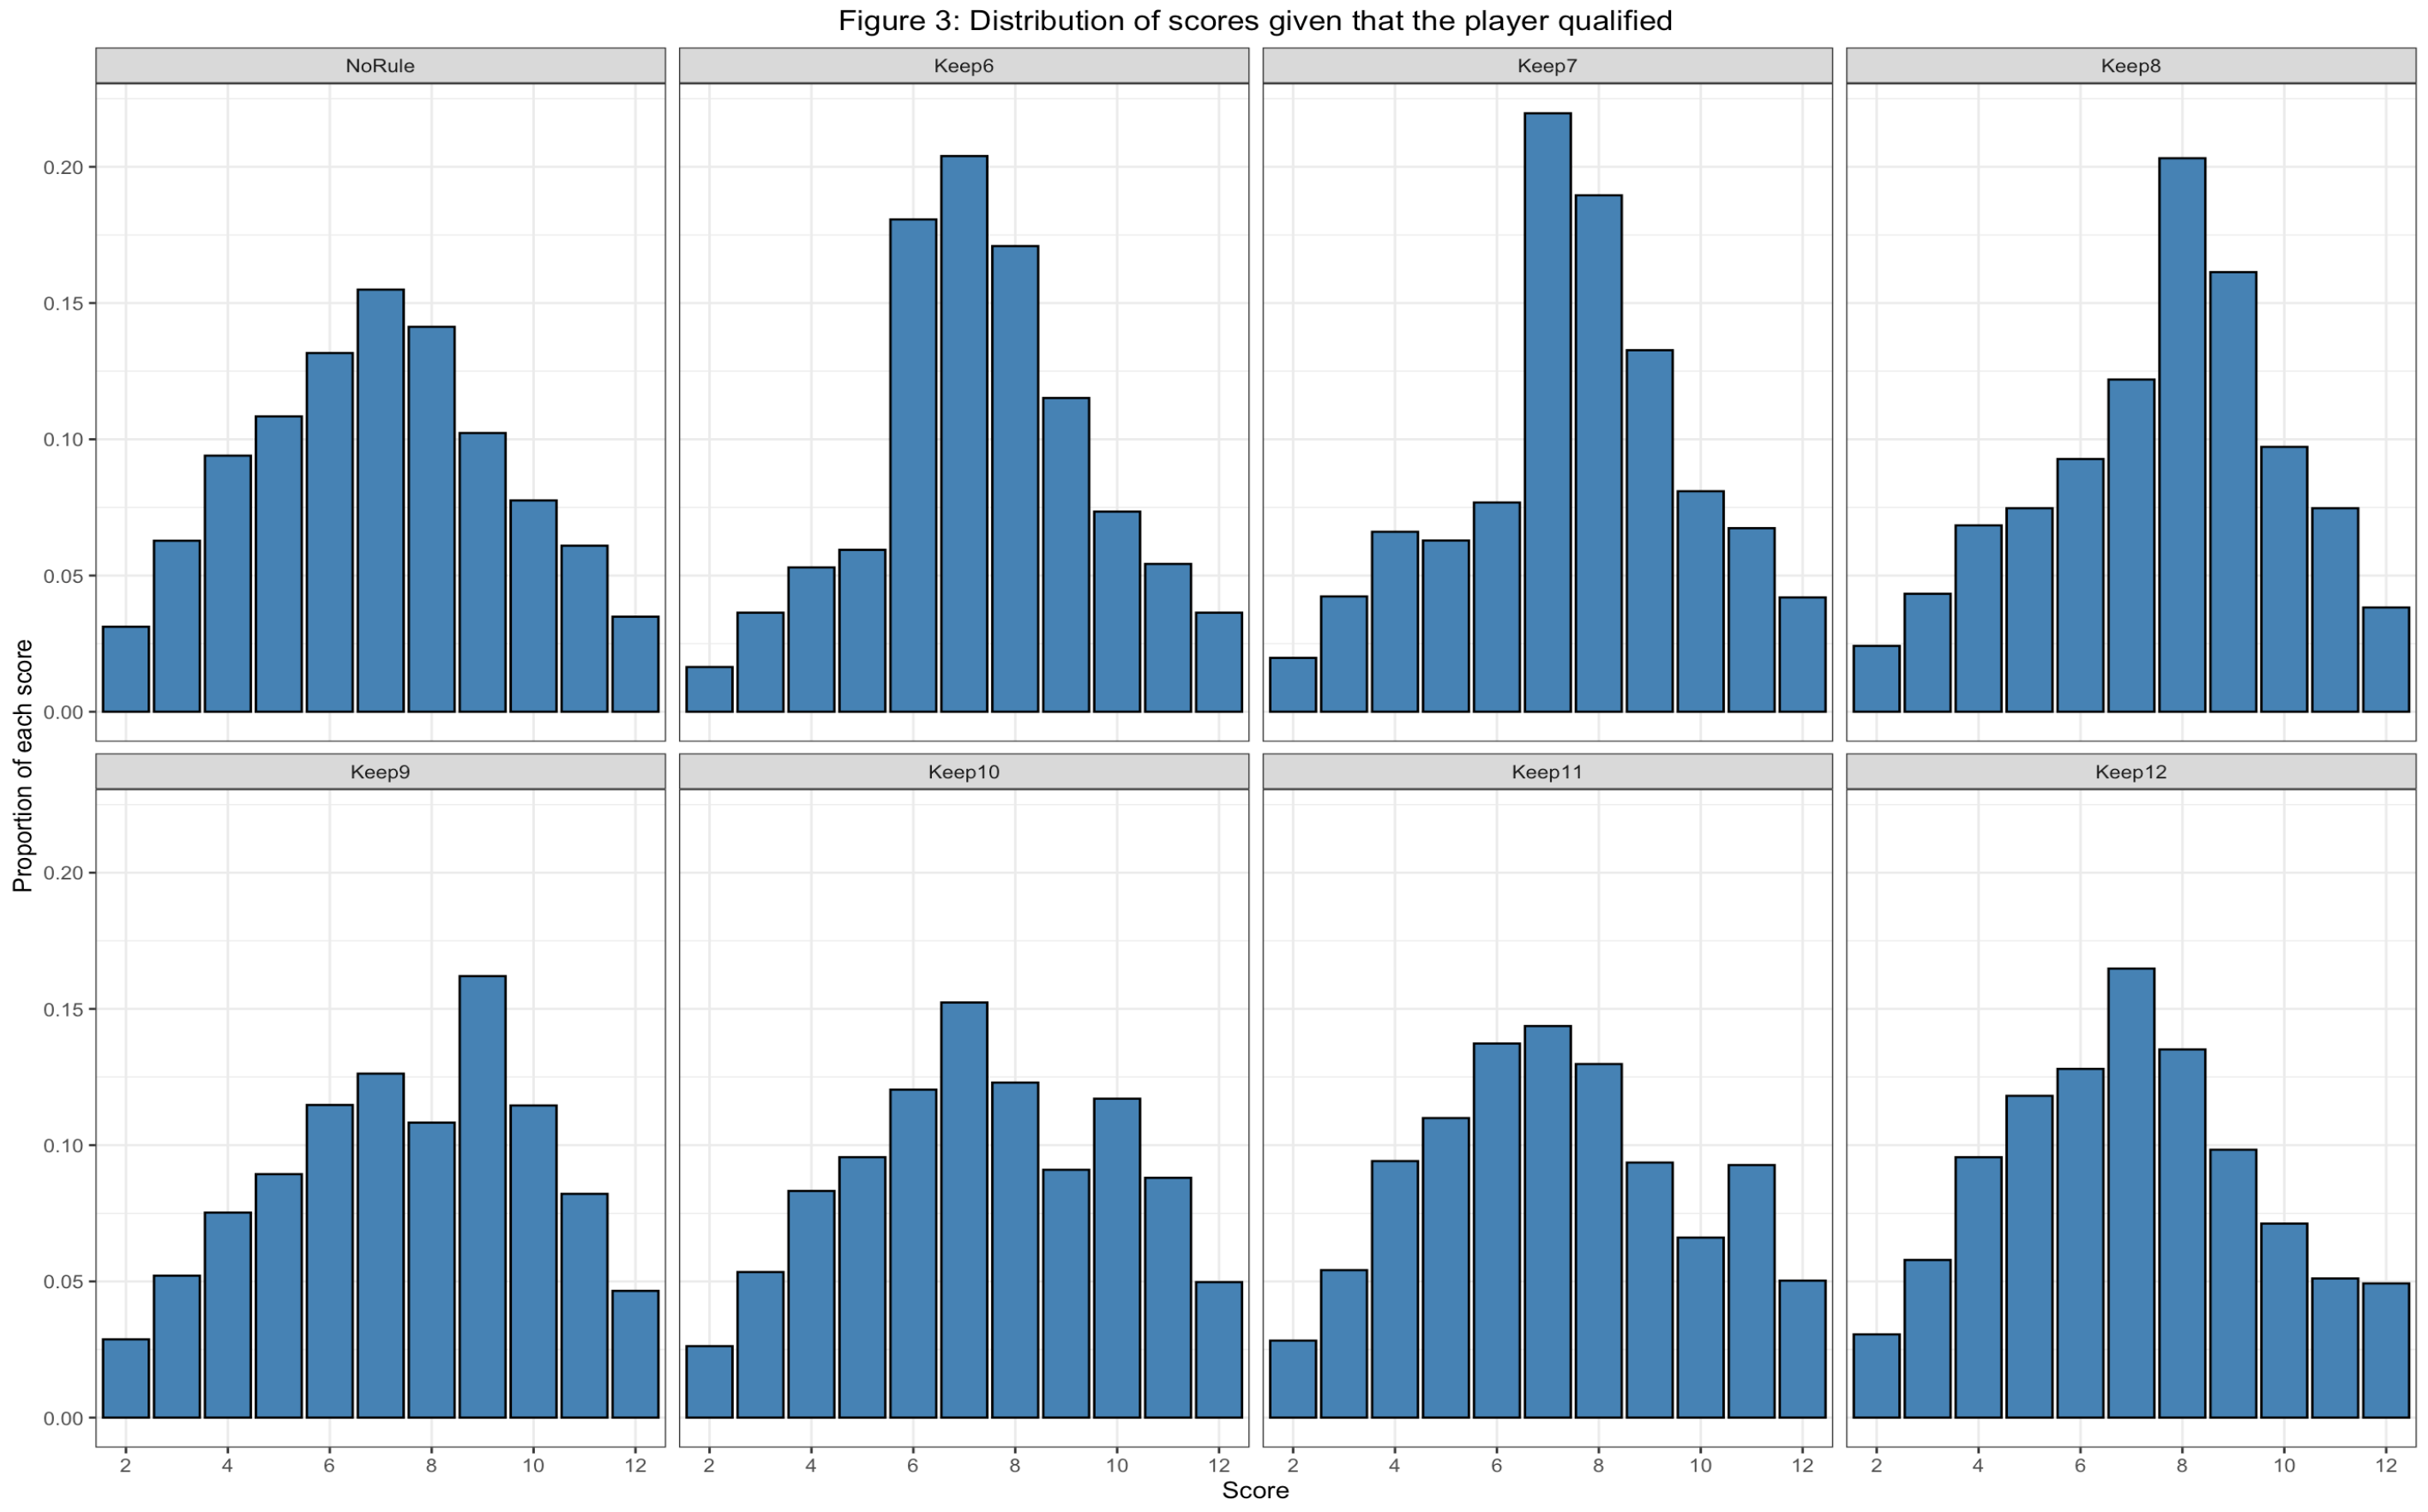 Figure 3: Distribution of scores given that the player qualified
NoRule
Keep6
Keep7
Keep8
0.20
0.15
0.10
0.05
0.00
Proportion of each score
Keep9
Keep10
Keep11
Keep12
0.20
0.15
0.10
0.05
0.00
2 4 6 8 10 12
2 4 6 8 10 12
2 4 6 8 10 12
2 4 6 8 10 12
Score